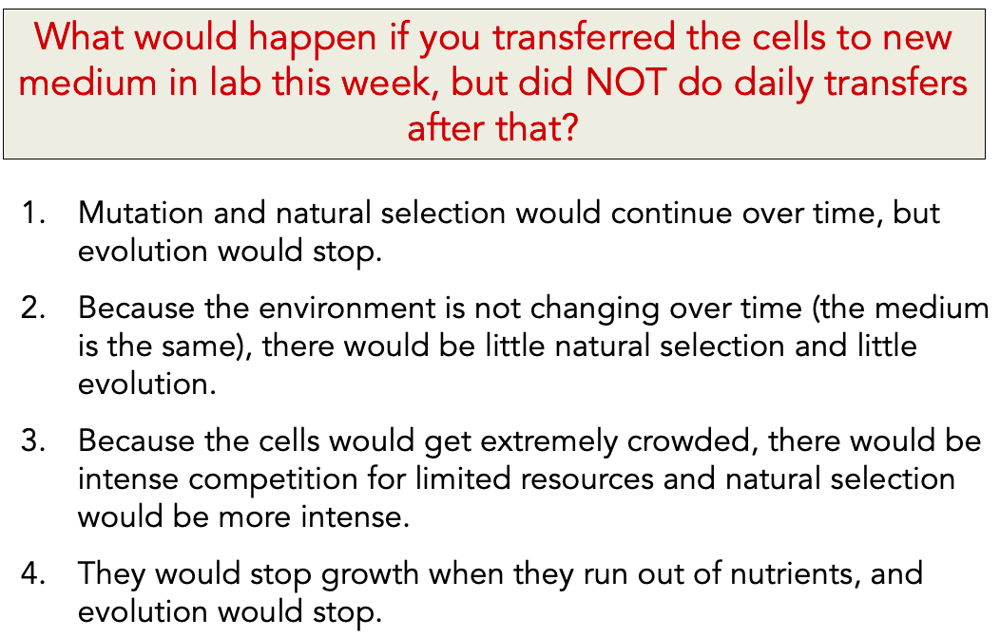 What would happen if you transferred the cells to new
medium in lab this week, but did NOT do daily transfers
after that?
1. Mutation and natural selection would continue over time, but
evolution would stop.
2. Because the environment is not changing over time (the medium
is the same), there would be little natural selection and little
evolution.
3. Because the cells would get extremely crowded, there would be
intense competition for limited resources and natural selection
would be more intense.
4. They would stop growth when they run out of nutrients, and
evolution would stop.